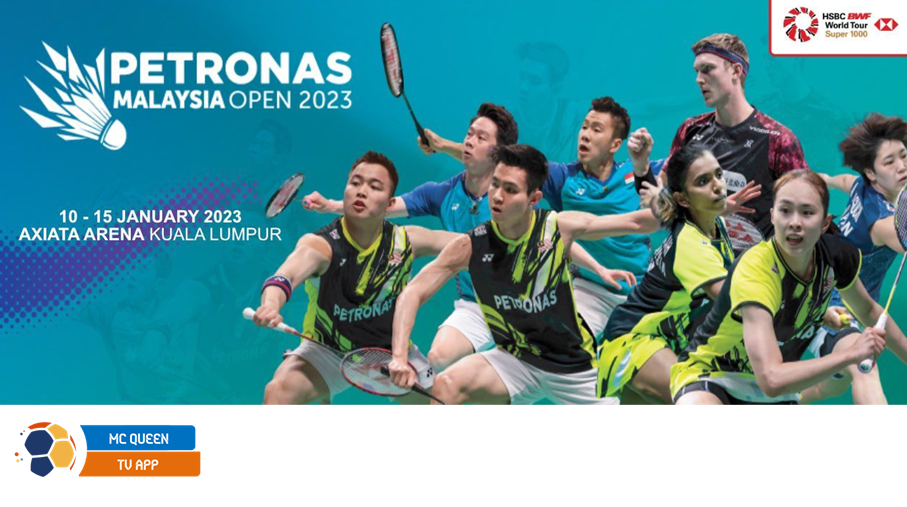 PETRONAS
MALAYSIA OPEN 2023
HSBC BWF
World Tour
Super 1000
10 - 15 JANUARY 2023
AXIATA ARENA KUALA LUMPUR
PETRONAS
PETRONAS
MC QUEEN
TV APP